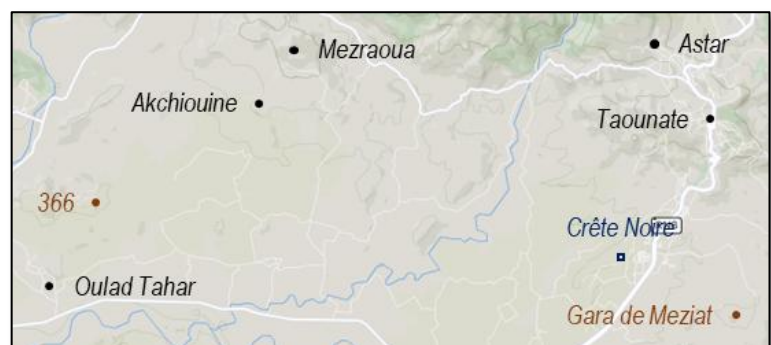 Mezraoua
Astar
Akchiouine
Taounate
366
Crête Noire
Oulad Tahar
Gara de Meziat